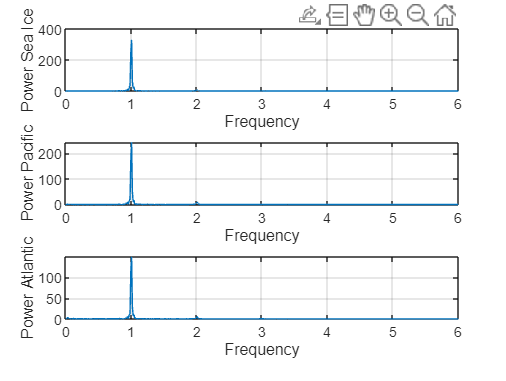 Power Sea Ice
400
200
0
0 1 2 3 4 5 6
Frequency
Power Pacific
200
100
0
0 1 2 3 4 5 6
Frequency
Power Atlantic
100
50
0
0 1 2 3 4 5 6
Frequency